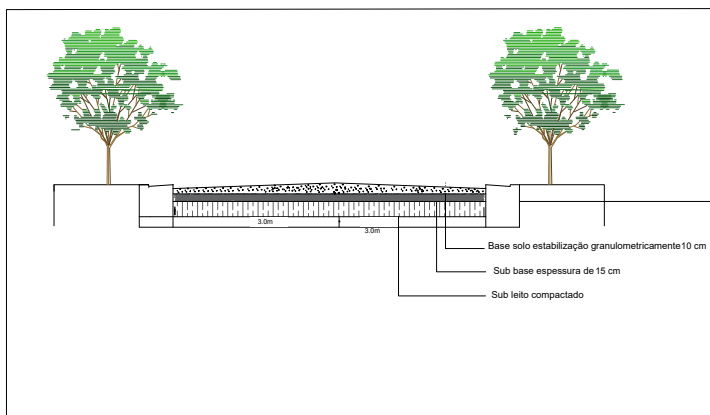 3.0m
3.0m
Base solo estabilização granulometricamente10 cm
Sub base espessura de 15 cm
Sub leito compactado